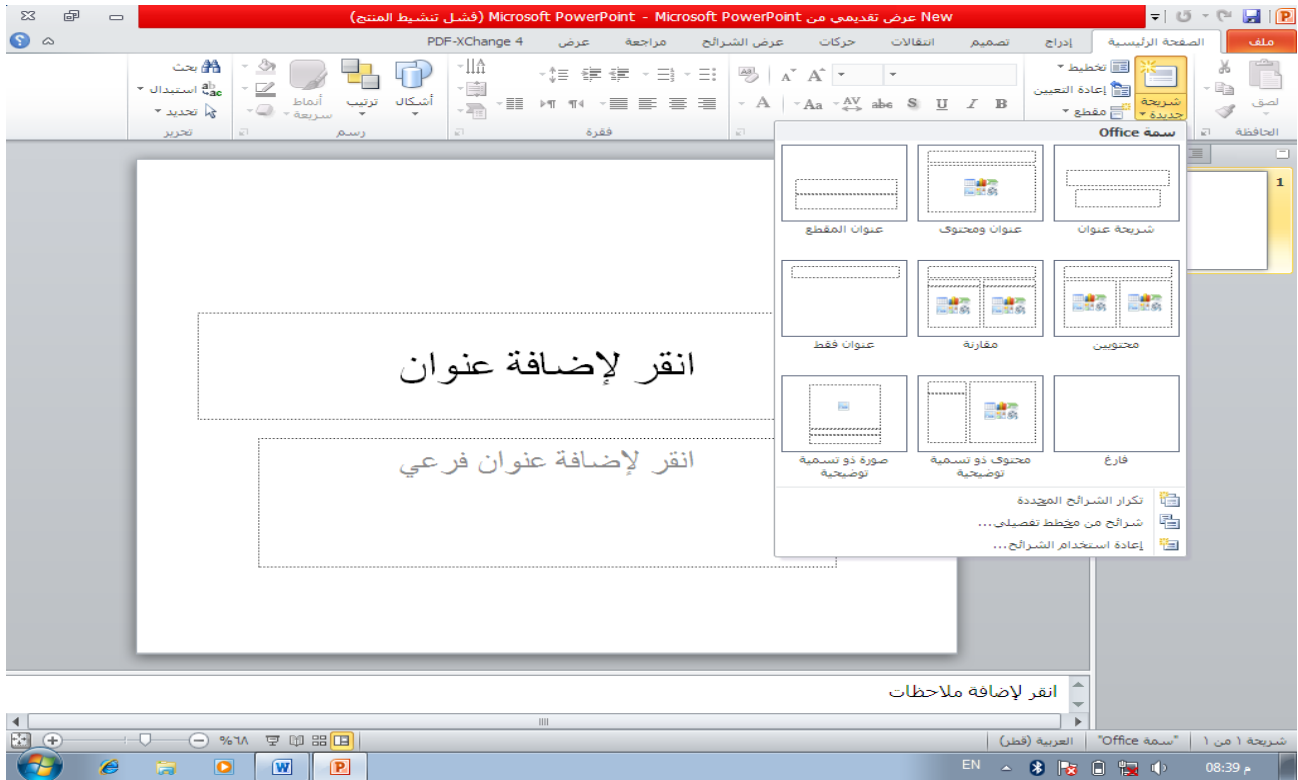 New عرض تقديمي من Microsoft PowerPoint - Microsoft PowerPoint (فشل تنشيط المنتج)
ملف الصفحة الرئيسية إدراج تصميم انتقالات حركات عرض الشرائح مراجعة عرض PDF-XChange 4
لصق
الحافظة
شريحة جديدة
تخطيط
إعادة التعيين
مقطع
B I U S abc AV Aa A
A A
فقرة
أشكال
ترتيب
أنماط سريعة
رسم
بحث
استبدال
تحديد
تحرير
سمة Office
شريحة عنوان
عنوان ومحتوى
عنوان المقطع
محتويين
مقارنة
عنوان فقط
فارغ
محتوى ذو تسمية توضيحية
صورة ذو تسمية توضيحية
تكرار الشرائح المحددة
شرائح من مخطط تفصيلي...
إعادة استخدام الشرائح...
1
انقر لإضافة عنوان
انقر لإضافة عنوان فرعي
انقر لإضافة ملاحظات
شريحة ١ من ١
"سمة Office"
العربية (قطر)
%٦٨
EN
08:39 م